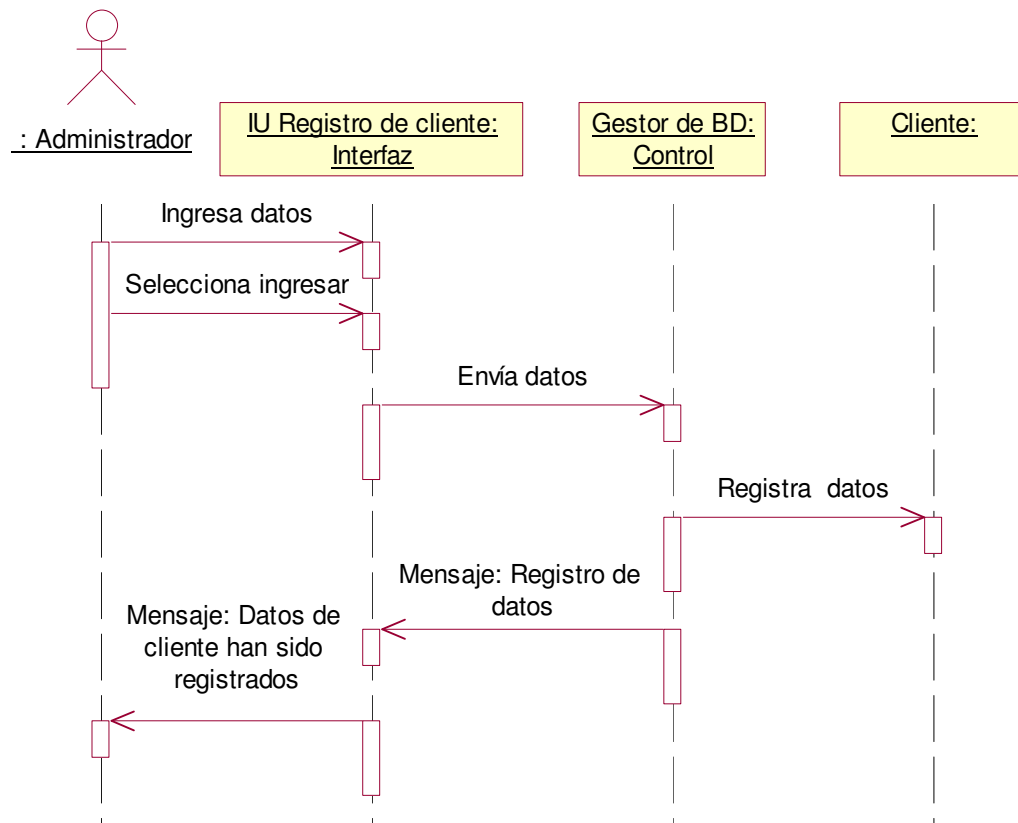 : Administrador
IU Registro de cliente:
Interfaz
Gestor de BD:
Control
Cliente:
Ingresa datos
Selecciona ingresar
Envía datos
Registra  datos
Mensaje: Registro de
datos
Mensaje: Datos de
cliente han sido
registrados